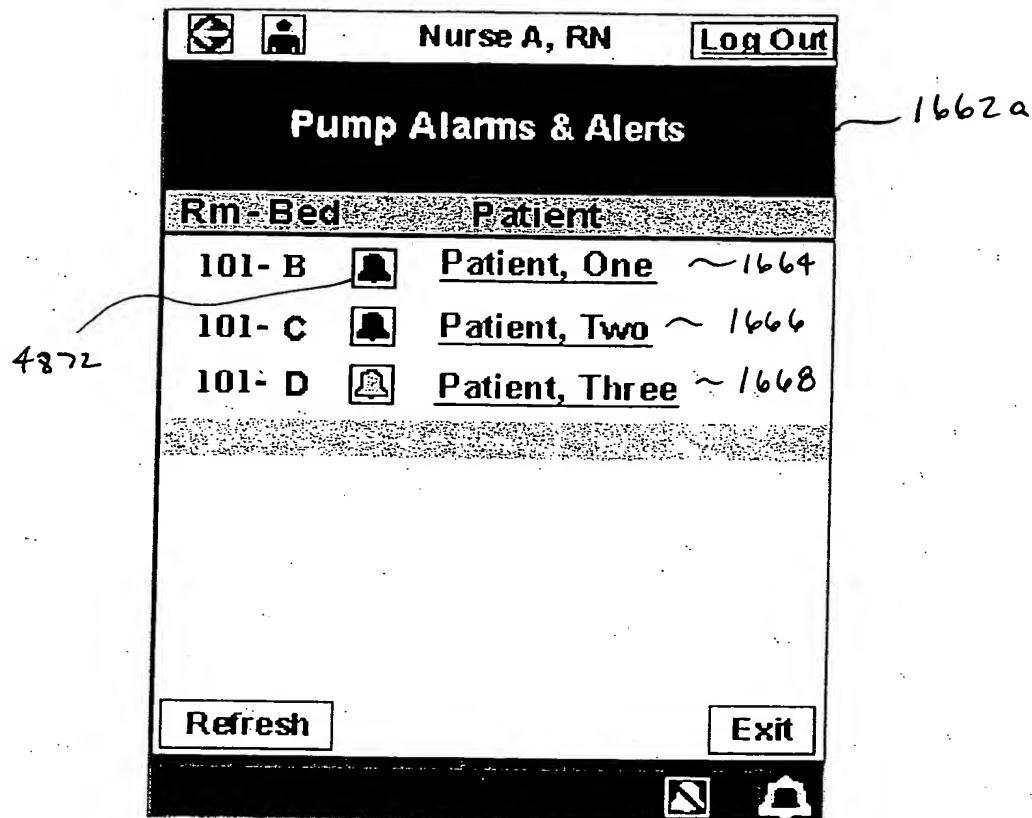 Nurse A, RN Log Out
Pump Alarms & Alerts 1662a
Rm - Bed Patient
101- B Patient, One ~1664
101- C Patient, Two ~ 1666
4872
101- D Patient, Three ~ 1668
Refresh Exit